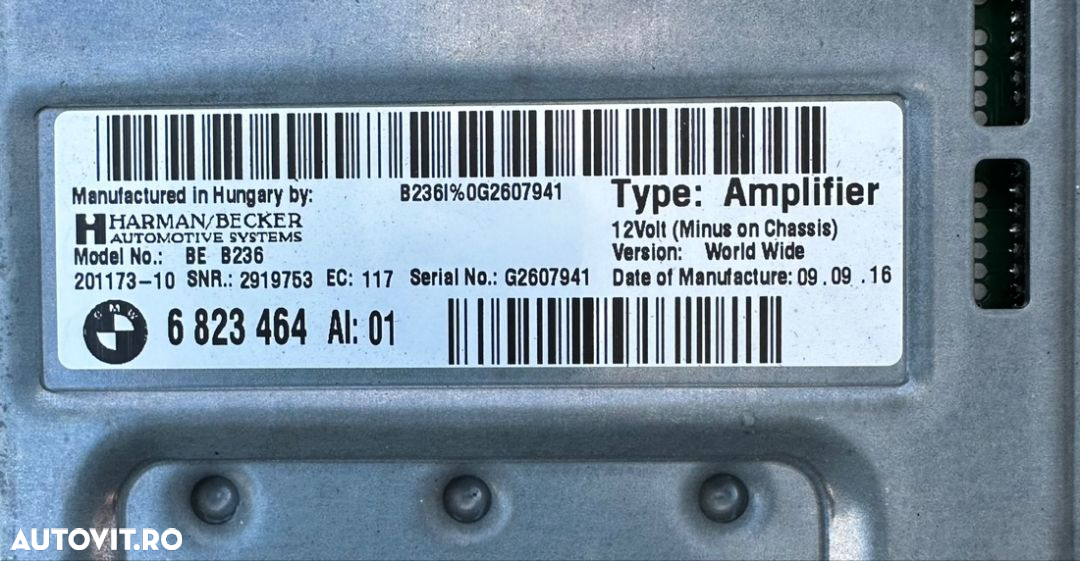 B236I%0G2607941
Type: Amplifier
Manufactured in Hungary by:
HARMAN/BECKER
AUTOMOTIVE SYSTEMS
12Volt (Minus on Chassis)
Model No.: BE B236
Version: World Wide
201173-10 SNR.: 2919753 EC: 117 Serial No.: G2607941 Date of Manufacture: 09.09.16
BMW 6 823 464 AI: 01
AUTOVIT.RO